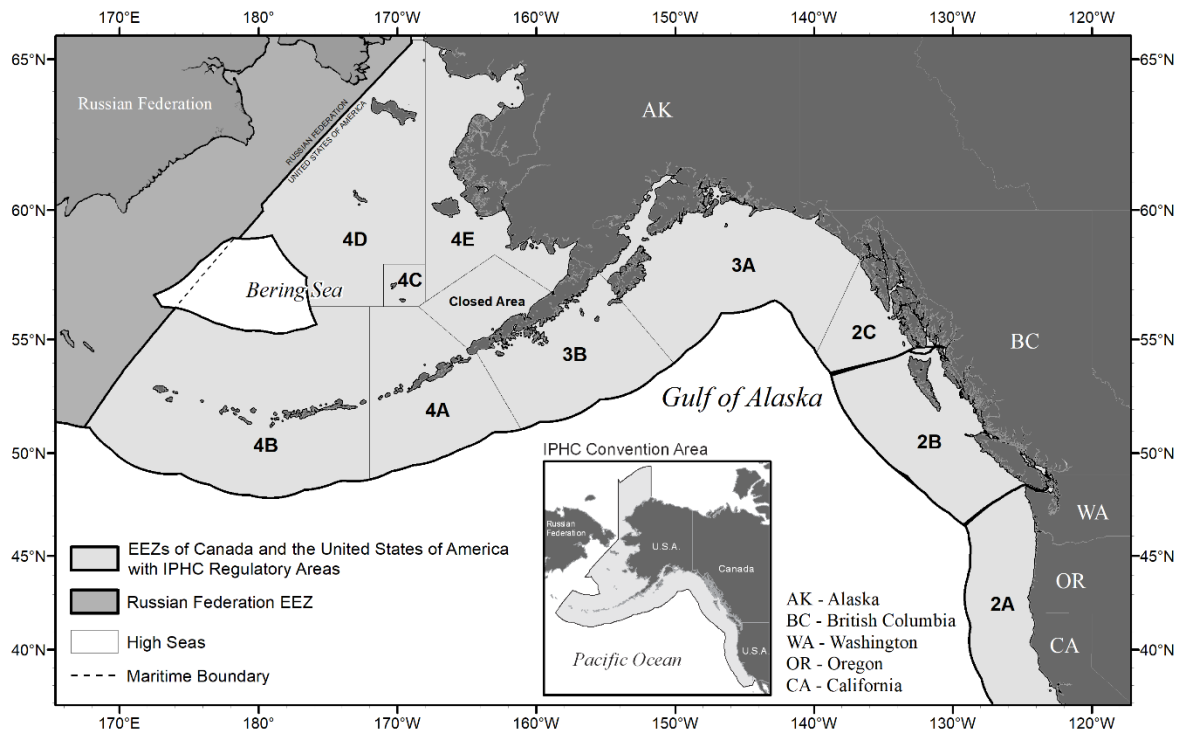 170°E 180° 170°W 160°W 150°W 140°W 130°W 120°W
65°N 65°N
Russian Federation
AK
RUSSIAN FEDERATION
UNITED STATES OF AMERICA
60°N 60°N
4D 4E 3A
4C
Bering Sea
Closed Area
55°N 55°N
3B 2C BC
Gulf of Alaska
4A
4B 2B
50°N 50°N
IPHC Convention Area
Russian
Federation
U.S.A.
Canada
U.S.A.
Pacific Ocean
WA
45°N 45°N
OR
2A
CA
40°N 40°N
EEZs of Canada and the United States of America
with IPHC Regulatory Areas
Russian Federation EEZ
High Seas
Maritime Boundary
AK - Alaska
BC - British Columbia
WA - Washington
OR - Oregon
CA - California
170°E 180° 170°W 160°W 150°W 140°W 130°W 120°W